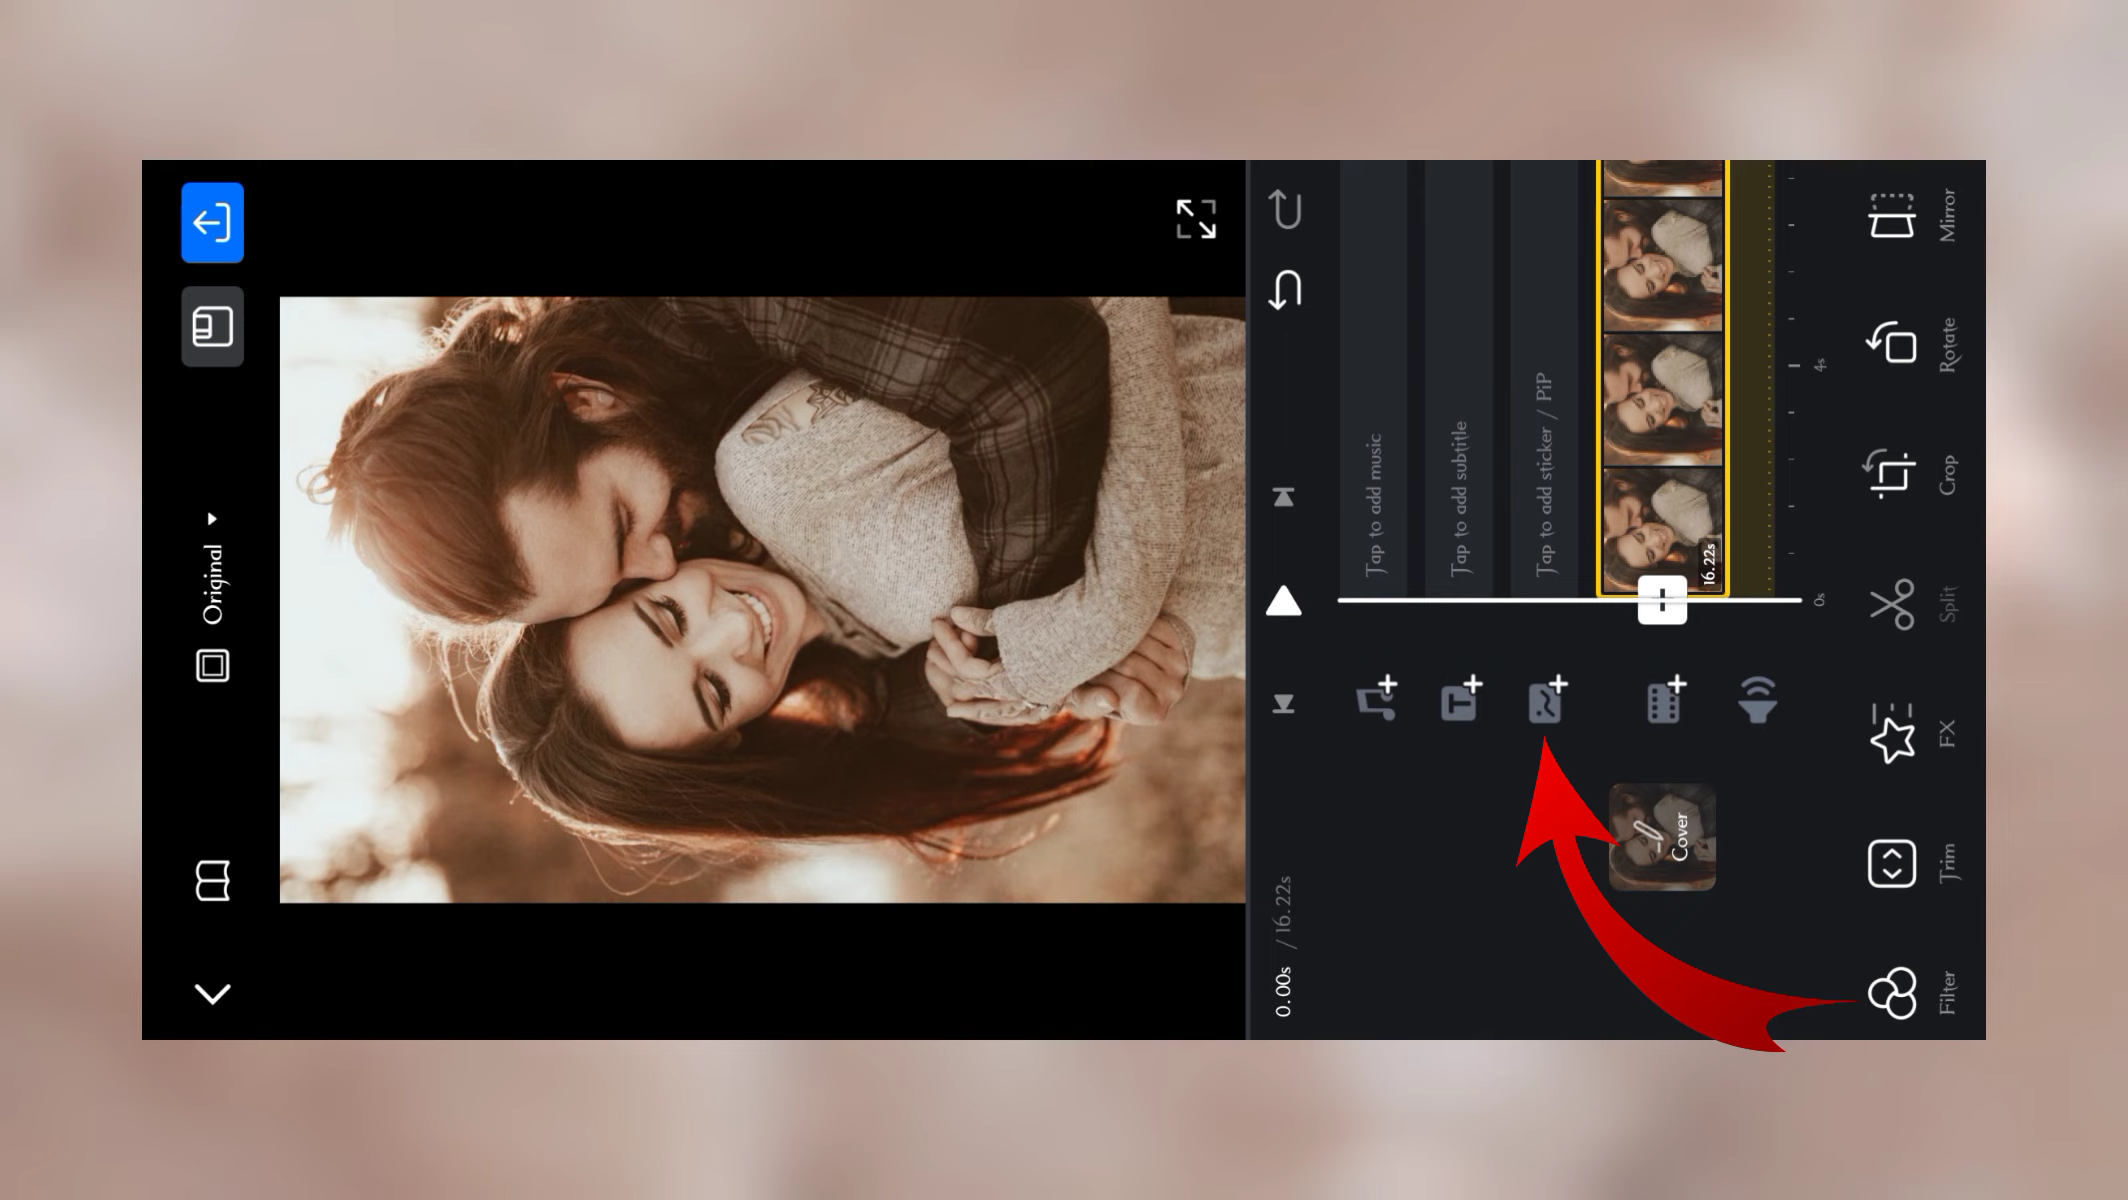 Original
0.00s / 16.22s
Tap to add music
Tap to add subtitle
Tap to add sticker / PiP
Cover
16.22s
0s
4s
Filter
Trim
FX
Split
Crop
Rotate
Mirror